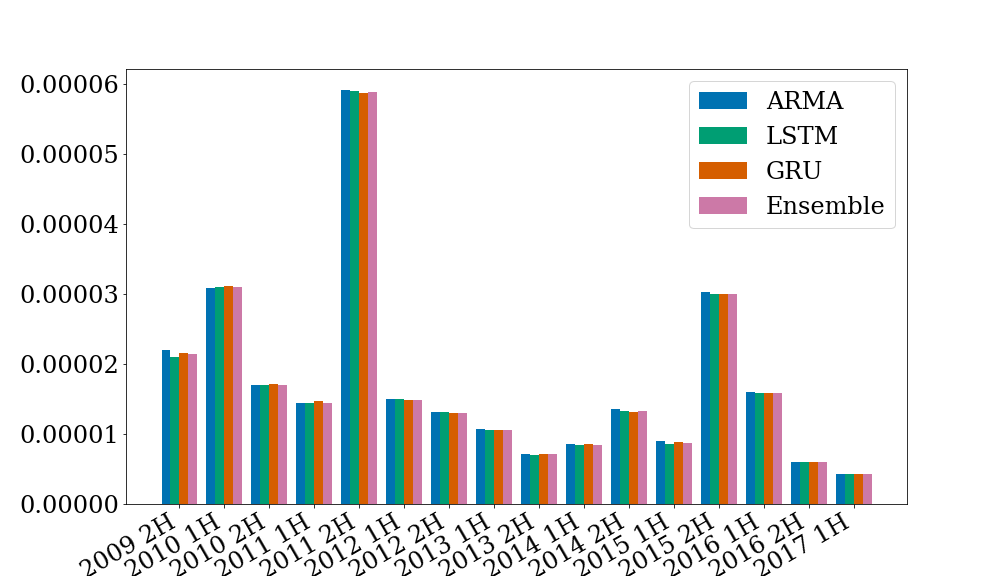 0.00006
0.00005
0.00004
0.00003
0.00002
0.00001
0.00000
ARMA
LSTM
GRU
Ensemble
2009 2H
2010 1H
2010 2H
2011 1H
2011 2H
2012 1H
2012 2H
2013 1H
2013 2H
2014 1H
2014 2H
2015 1H
2015 2H
2016 1H
2016 2H
2017 1H